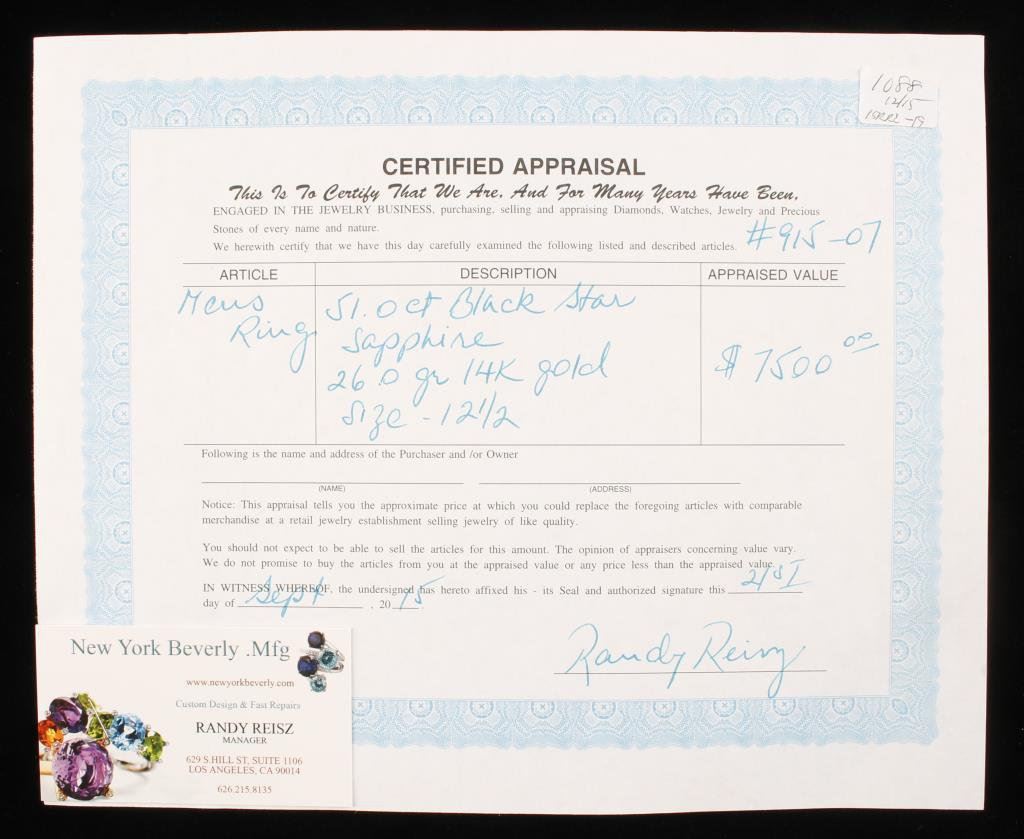 1088
12/15
CERTIFIED APPRAISAL
This Is To Certify That We Are, And For Many Years Have Been,
ENGAGED IN THE JEWELRY BUSINESS, purchasing, selling and appraising Diamonds, Watches, Jewelry and Precious
Stones of every name and nature.
We herewith certify that we have this day carefully examined the following listed and described articles. #915-07
ARTICLE DESCRIPTION APPRAISED VALUE
Mens 51.0ct Black Star
Ring Sapphire
26.0 gr 14K gold $7500 00
Size - 12 1/2
Following is the name and address of the Purchaser and /or Owner
(NAME) (ADDRESS)
Notice: This appraisal tells you the approximate price at which you could replace the foregoing articles with comparable
merchandise at a retail jewelry establishment selling jewelry of like quality.
You should not expect to be able to sell the articles for this amount. The opinion of appraisers concerning value vary.
We do not promise to buy the articles from you at the appraised value or any price less than the appraised value.
IN WITNESS WHEREOF, the undersigned has hereto affixed his - its Seal and authorized signature this 21st
day of Sept, 20 15
Randy Reisz
New York Beverly .Mfg
www.newyorkbeverly.com
Custom Design & Fast Repairs
RANDY REISZ
MANAGER
629 S.HILL ST, SUITE 1106
LOS ANGELES, CA 90014
626.215.8135